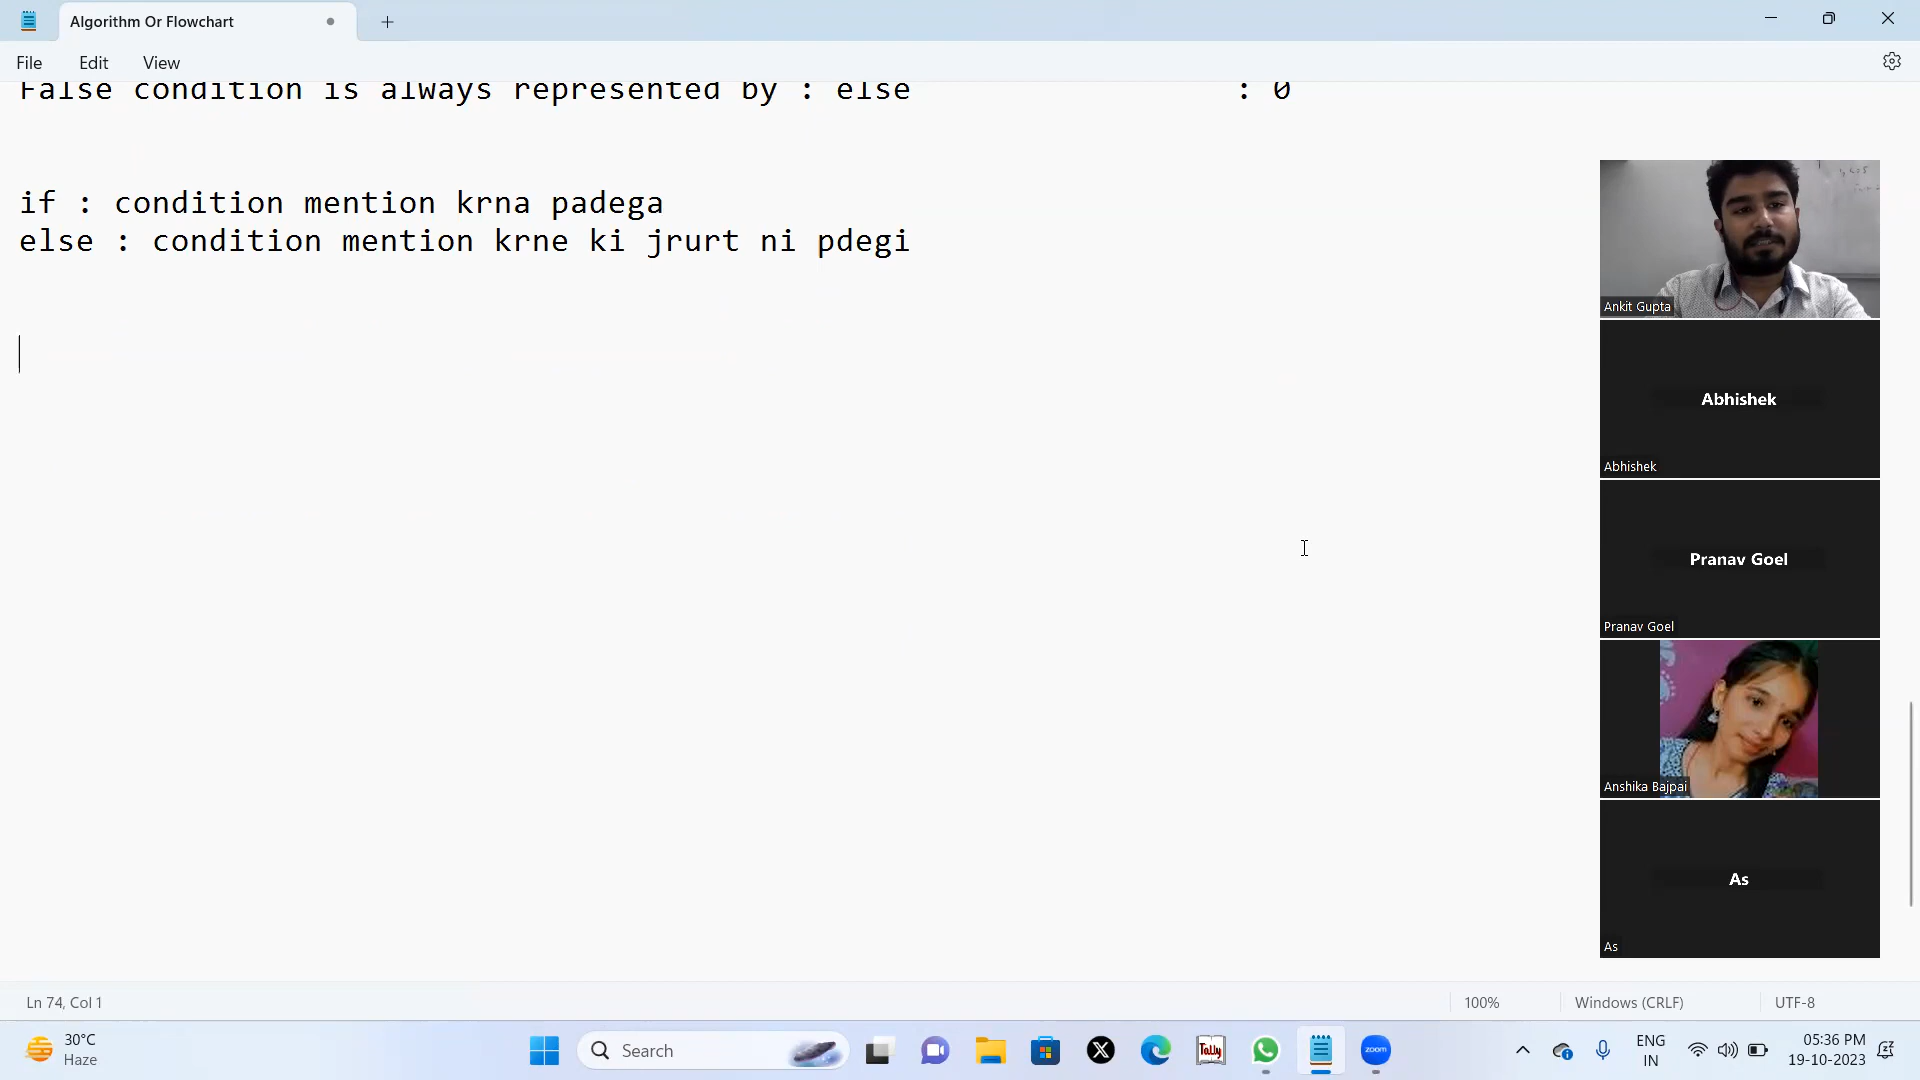 Algorithm Or Flowchart
File Edit View
False condition is always represented by : else : 0
if : condition mention krna padega
else : condition mention krne ki jrurt ni pdegi
Ankit Gupta
Abhishek
Abhishek
Pranav Goel
Pranav Goel
Anshika Bajpai
As
As
Ln 74, Col 1
100%
Windows (CRLF)
UTF-8
30°C
Haze
Search
Tally
zoom
ENG
IN
05:36 PM
19-10-2023